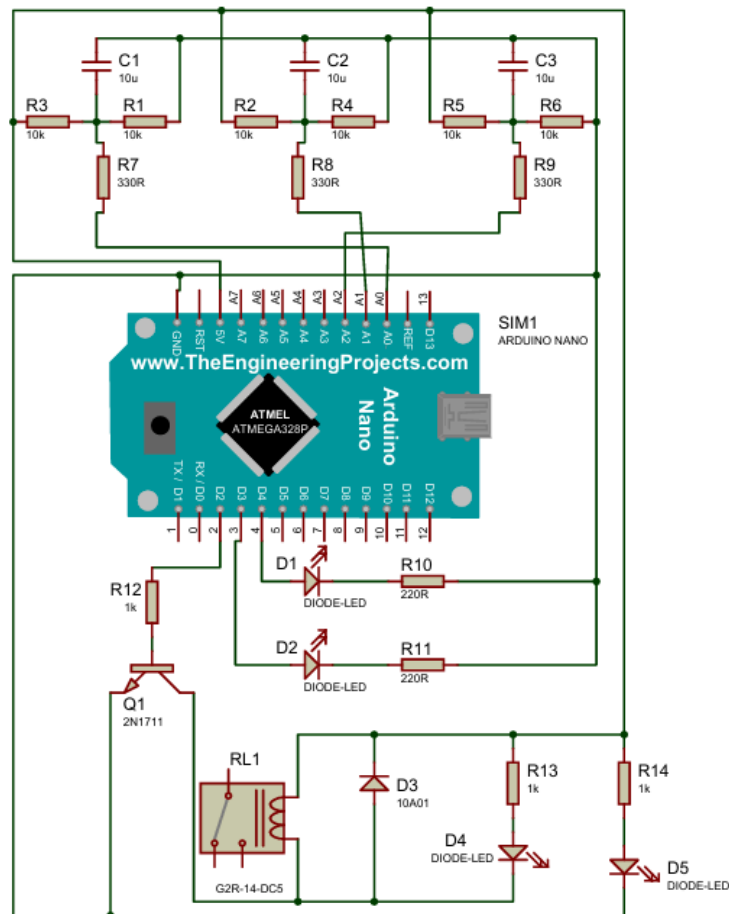 C1
10u
C2
10u
C3
10u
R3
10k
R1
10k
R2
10k
R4
10k
R5
10k
R6
10k
R7
330R
R8
330R
R9
330R
A7
A6
A5
A4
A3
A2
A1
A0
13
SIM1
ARDUINO NANO
GND
RST
5V
A7
A6
A5
A4
A3
A2
A1
A0
REF
D13
www.TheEngineeringProjects.com
ATMEL
ATMEGA328P
Arduino
Nano
TX / D1
RX / D0
D2
D3
D4
D5
D6
D7
D8
D9
D10
D11
D12
1
0
2
3
4
5
6
7
8
9
10
11
12
D1
DIODE-LED
R10
220R
R12
1k
D2
DIODE-LED
R11
220R
Q1
2N1711
RL1
G2R-14-DC5
D3
10A01
R13
1k
R14
1k
D4
DIODE-LED
D5
DIODE-LED